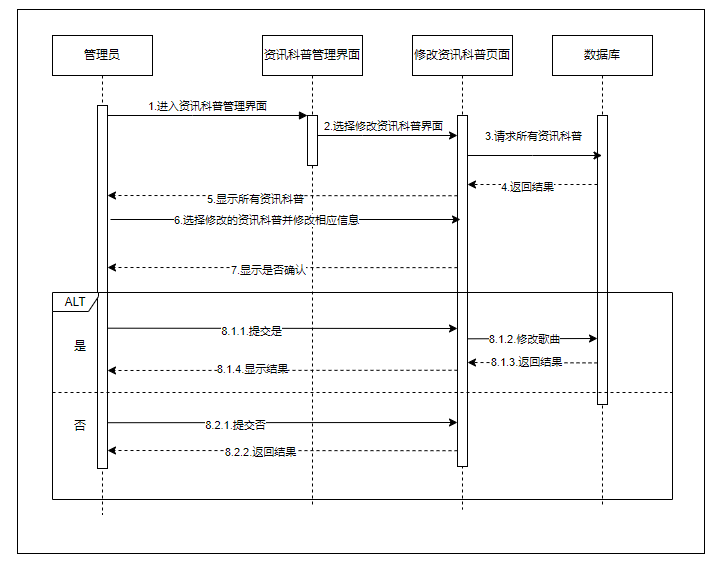 管理员
资讯科普管理界面
修改资讯科普页面
数据库
1.进入资讯科普管理界面
2.选择修改资讯科普界面
3.请求所有资讯科普
4.返回结果
5.显示所有资讯科普
6.选择修改的资讯科普并修改相应信息
7.显示是否确认
ALT
是
8.1.1.提交是
8.1.2.修改歌曲
8.1.3.返回结果
8.1.4.显示结果
否
8.2.1.提交否
8.2.2.返回结果